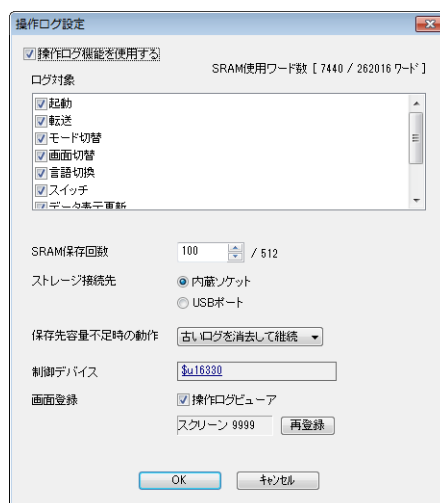 操作ログ設定
操作ログ機能を使用する
SRAM使用ワード数 [ 7440 / 262016 ワード ]
ログ対象
起動
転送
モード切替
画面切替
言語切換
スイッチ
データ表示更新
SRAM保存回数 100 / 512
ストレージ接続先 内蔵ソケット
USBポート
保存先容量不足時の動作 古いログを消去して継続
制御デバイス $u16330
画面登録 操作ログビューア
スクリーン 9999 再登録
OK キャンセル